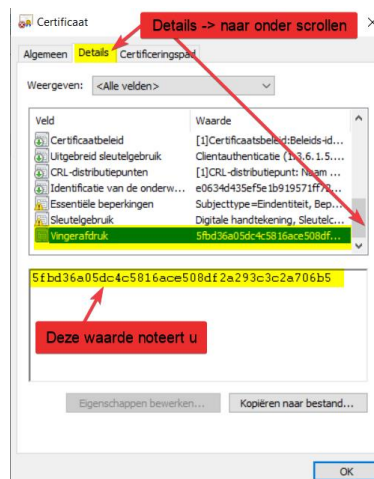 Certificaat
Details -> naar onder scrollen
Algemeen Details Certificeringspad
Weergeven: <Alle velden>
Veld Waarde
Certificaatbeleid [1]Certificaatsbeleid:Beleids-id...
Uitgebreid sleutelgebruik Clientauthenticatie (1.3.6.1.5....
CRL-distributiepunten [1]CRL-distributiepunt: Naam ...
Identificatie van de onderw... e0634d435ef5e1b919571ff72...
Essentiële beperkingen Subjecttype=Eindentiteit, Bep...
Sleutelgebruik Digitale handtekening, Sleutelc...
Vingerafdruk 5fbd36a05dc4c5816ace508df...
5fbd36a05dc4c5816ace508df2a293c3c2a706b5
Deze waarde noteert u
Eigenschappen bewerken... Kopiëren naar bestand...
OK